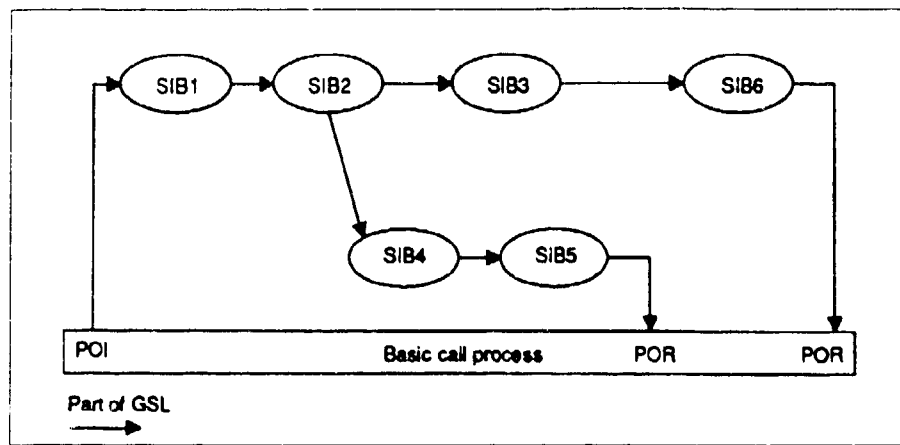 SIB1 SIB2 SIB3 SIB6
SIB4 SIB5
POI Basic call process POR POR
Part of GSL